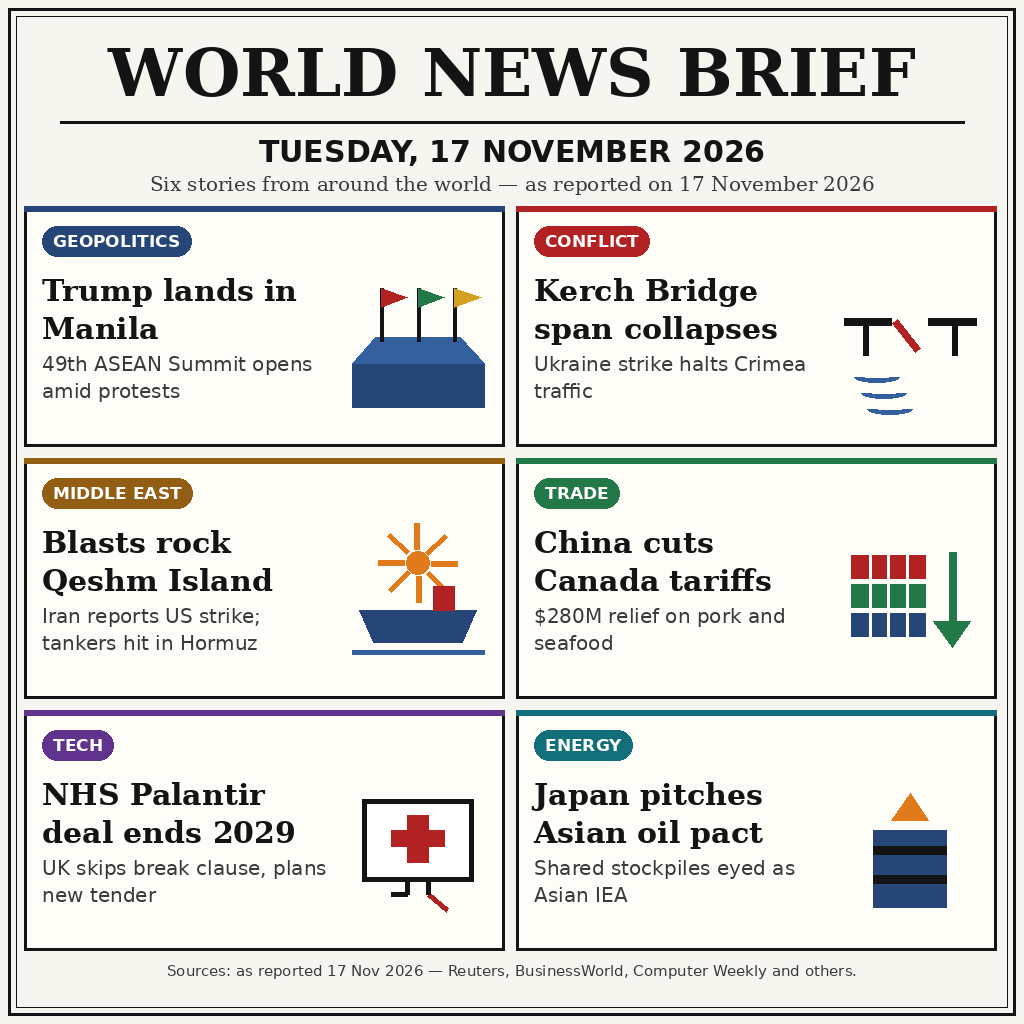 WORLD NEWS BRIEF
TUESDAY, 17 NOVEMBER 2026
Six stories from around the world — as reported on 17 November 2026
GEOPOLITICS
Trump lands in
Manila
49th ASEAN Summit opens
amid protests
CONFLICT
Kerch Bridge
span collapses
Ukraine strike halts Crimea
traffic
MIDDLE EAST
Blasts rock
Qeshm Island
Iran reports US strike;
tankers hit in Hormuz
TRADE
China cuts
Canada tariffs
$280M relief on pork and
seafood
TECH
NHS Palantir
deal ends 2029
UK skips break clause, plans
new tender
ENERGY
Japan pitches
Asian oil pact
Shared stockpiles eyed as
Asian IEA
Sources: as reported 17 Nov 2026 — Reuters, BusinessWorld, Computer Weekly and others.